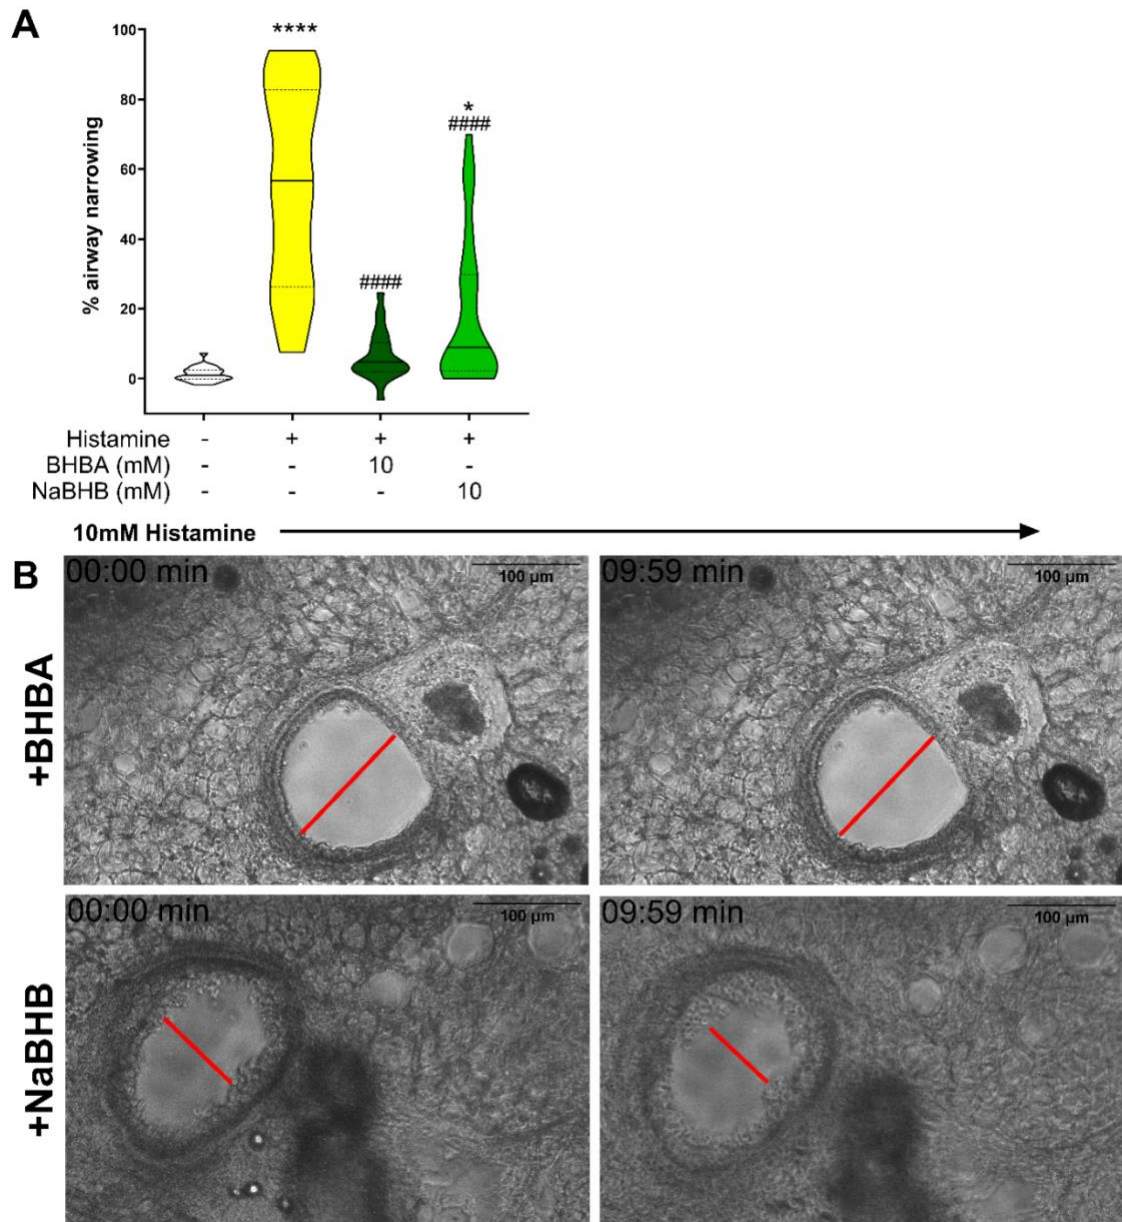 A
100
80
60
40
20
0
% airway narrowing
****
####
*
####
Histamine - + + +
BHBA (mM) - - 10 -
NaBHB (mM) - - - 10
10mM Histamine
B
+BHBA
00:00 min 100 µm
09:59 min 100 µm
+NaBHB
00:00 min 100 µm
09:59 min 100 µm